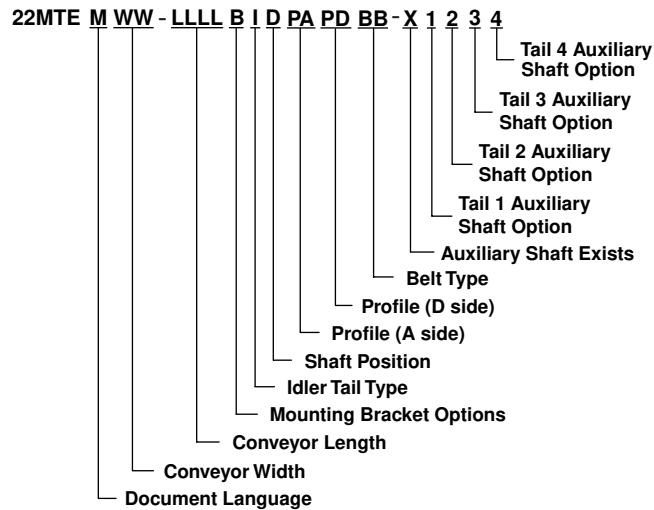 22MTE M WW - LLLL B I D PA PD BB - X 1 2 3 4
Tail 4 Auxiliary
Shaft Option
Tail 3 Auxiliary
Shaft Option
Tail 2 Auxiliary
Shaft Option
Tail 1 Auxiliary
Shaft Option
Auxiliary Shaft Exists
Belt Type
Profile (D side)
Profile (A side)
Shaft Position
Idler Tail Type
Mounting Bracket Options
Conveyor Length
Conveyor Width
Document Language